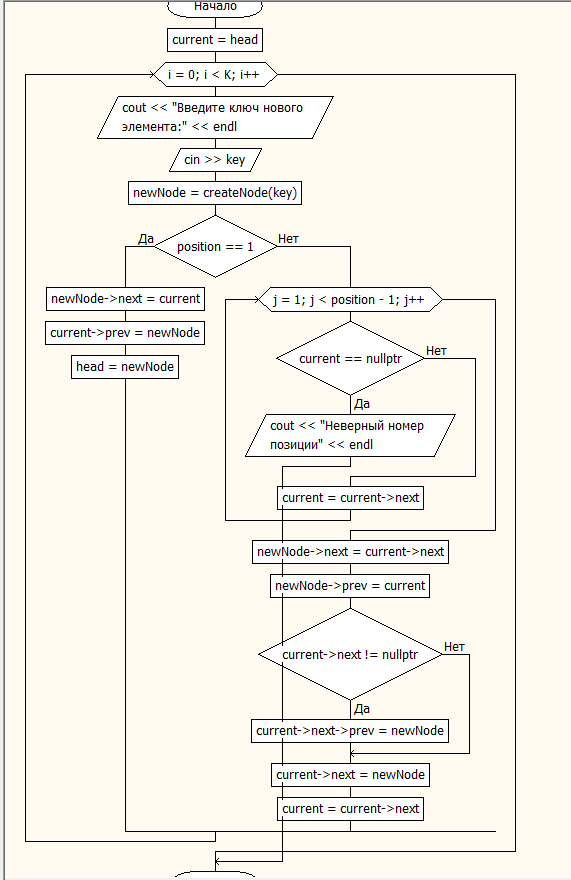 Начало
current = head
i = 0; i < K; i++
cout << "Введите ключ нового
элемента:" << endl
cin >> key
newNode = createNode(key)
Да
position == 1
Нет
newNode->next = current
current->prev = newNode
head = newNode
j = 1; j < position - 1; j++
current == nullptr
Нет
Да
cout << "Неверный номер
позиции" << endl
current = current->next
newNode->next = current->next
newNode->prev = current
current->next != nullptr
Нет
Да
current->next->prev = newNode
current->next = newNode
current = current->next